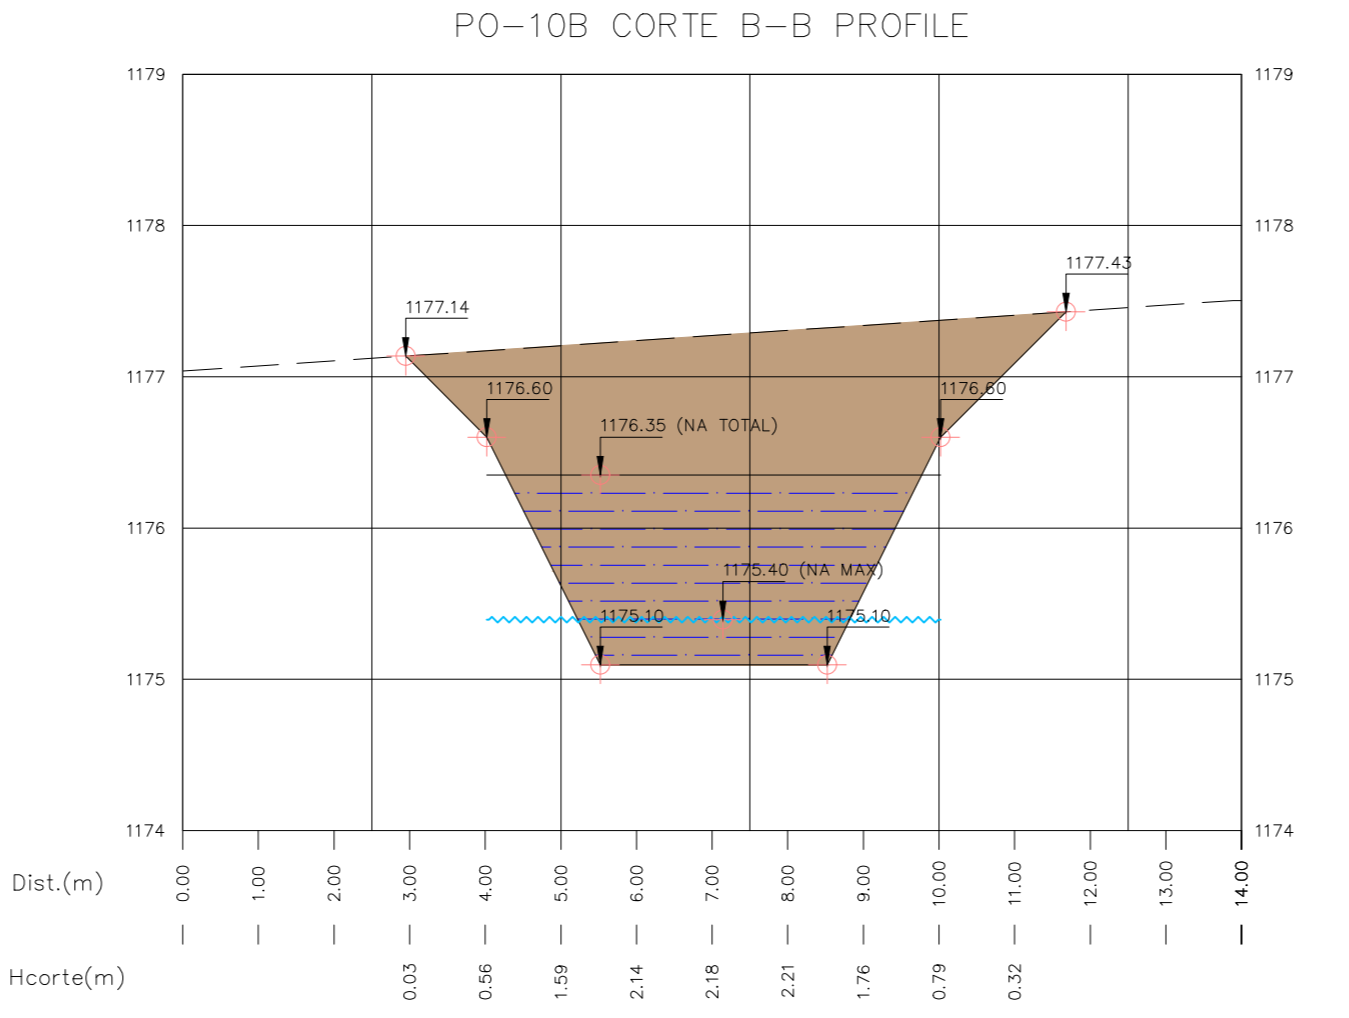 PO-10B CORTE B-B PROFILE
1179 1179
1178 1178
1177.43
1177.14
1177 1177
1176.60 1176.60
1176.35 (NA TOTAL)
1176 1176
1175.40 (NA MAX)
1175.10 1175.10
1175 1175
1174 1174
Dist.(m) 0.00 1.00 2.00 3.00 4.00 5.00 6.00 7.00 8.00 9.00 10.00 11.00 12.00 13.00 14.00
Hcorte(m) 0.03 0.56 1.59 2.14 2.18 2.21 1.76 0.79 0.32